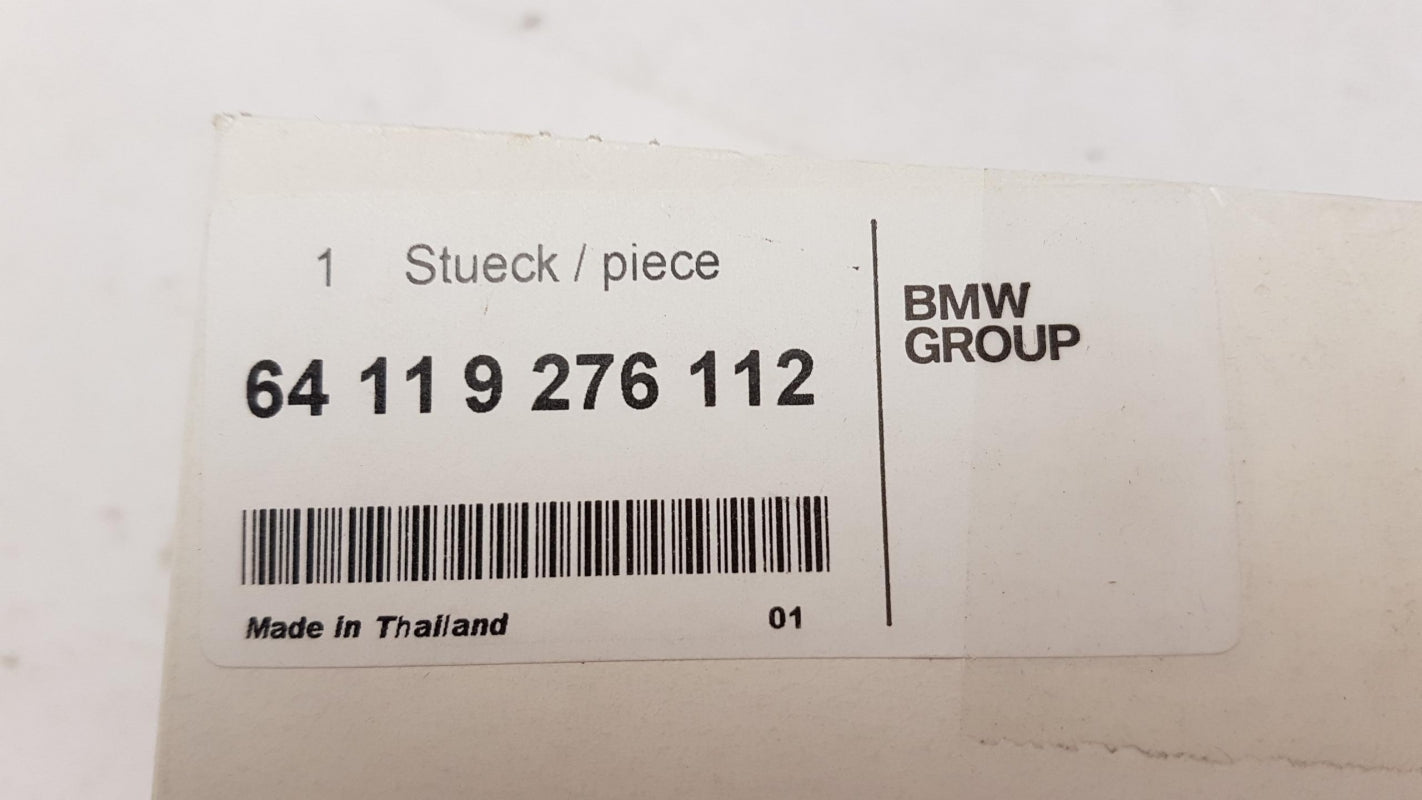 1 Stueck / piece
64 11 9 276 112
Made in Thailand 01
BMW
GROUP